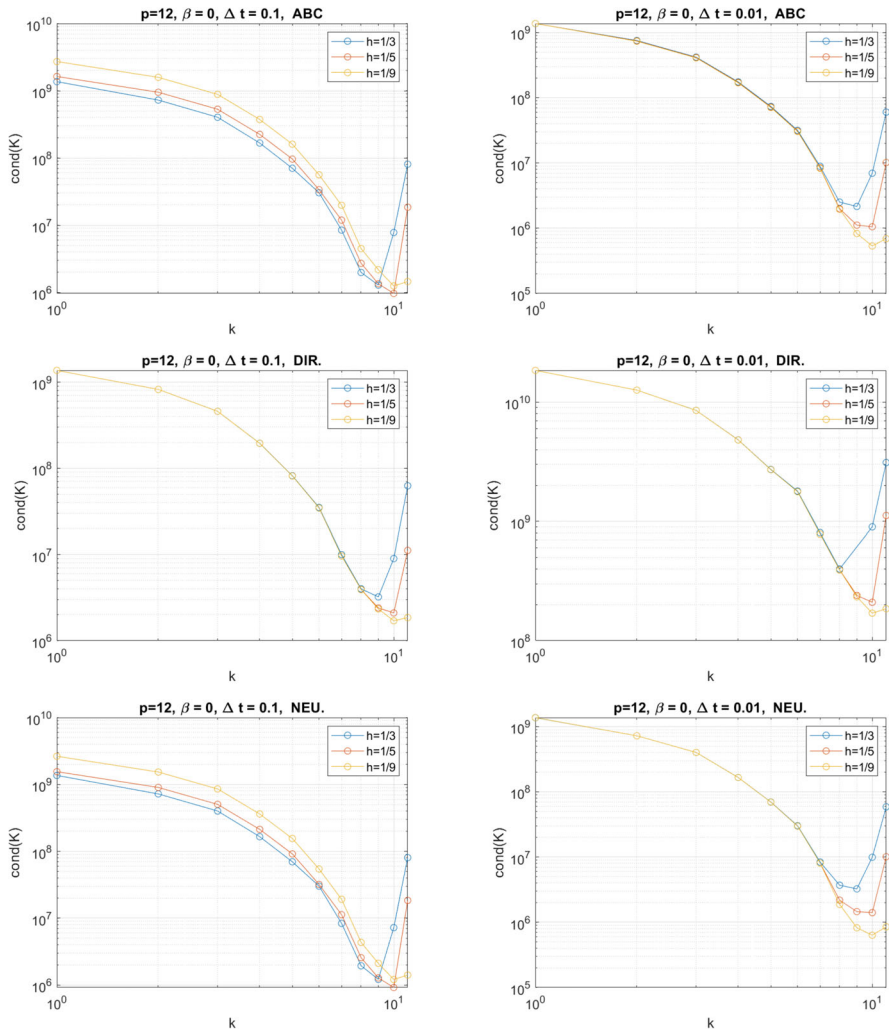 p=12, β = 0, Δ t = 0.1, ABC
10^10
10^9
10^8
10^7
10^6
cond(K)
h=1/3
h=1/5
h=1/9
10^0
10^1
k
p=12, β = 0, Δ t = 0.01, ABC
10^9
10^8
10^7
10^6
10^5
cond(K)
h=1/3
h=1/5
h=1/9
10^0
10^1
k
p=12, β = 0, Δ t = 0.1, DIR.
10^9
10^8
10^7
10^6
cond(K)
h=1/3
h=1/5
h=1/9
10^0
10^1
k
p=12, β = 0, Δ t = 0.01, DIR.
10^10
10^9
10^8
cond(K)
h=1/3
h=1/5
h=1/9
10^0
10^1
k
p=12, β = 0, Δ t = 0.1, NEU.
10^10
10^9
10^8
10^7
10^6
cond(K)
h=1/3
h=1/5
h=1/9
10^0
10^1
k
p=12, β = 0, Δ t = 0.01, NEU.
10^9
10^8
10^7
10^6
10^5
cond(K)
h=1/3
h=1/5
h=1/9
10^0
10^1
k